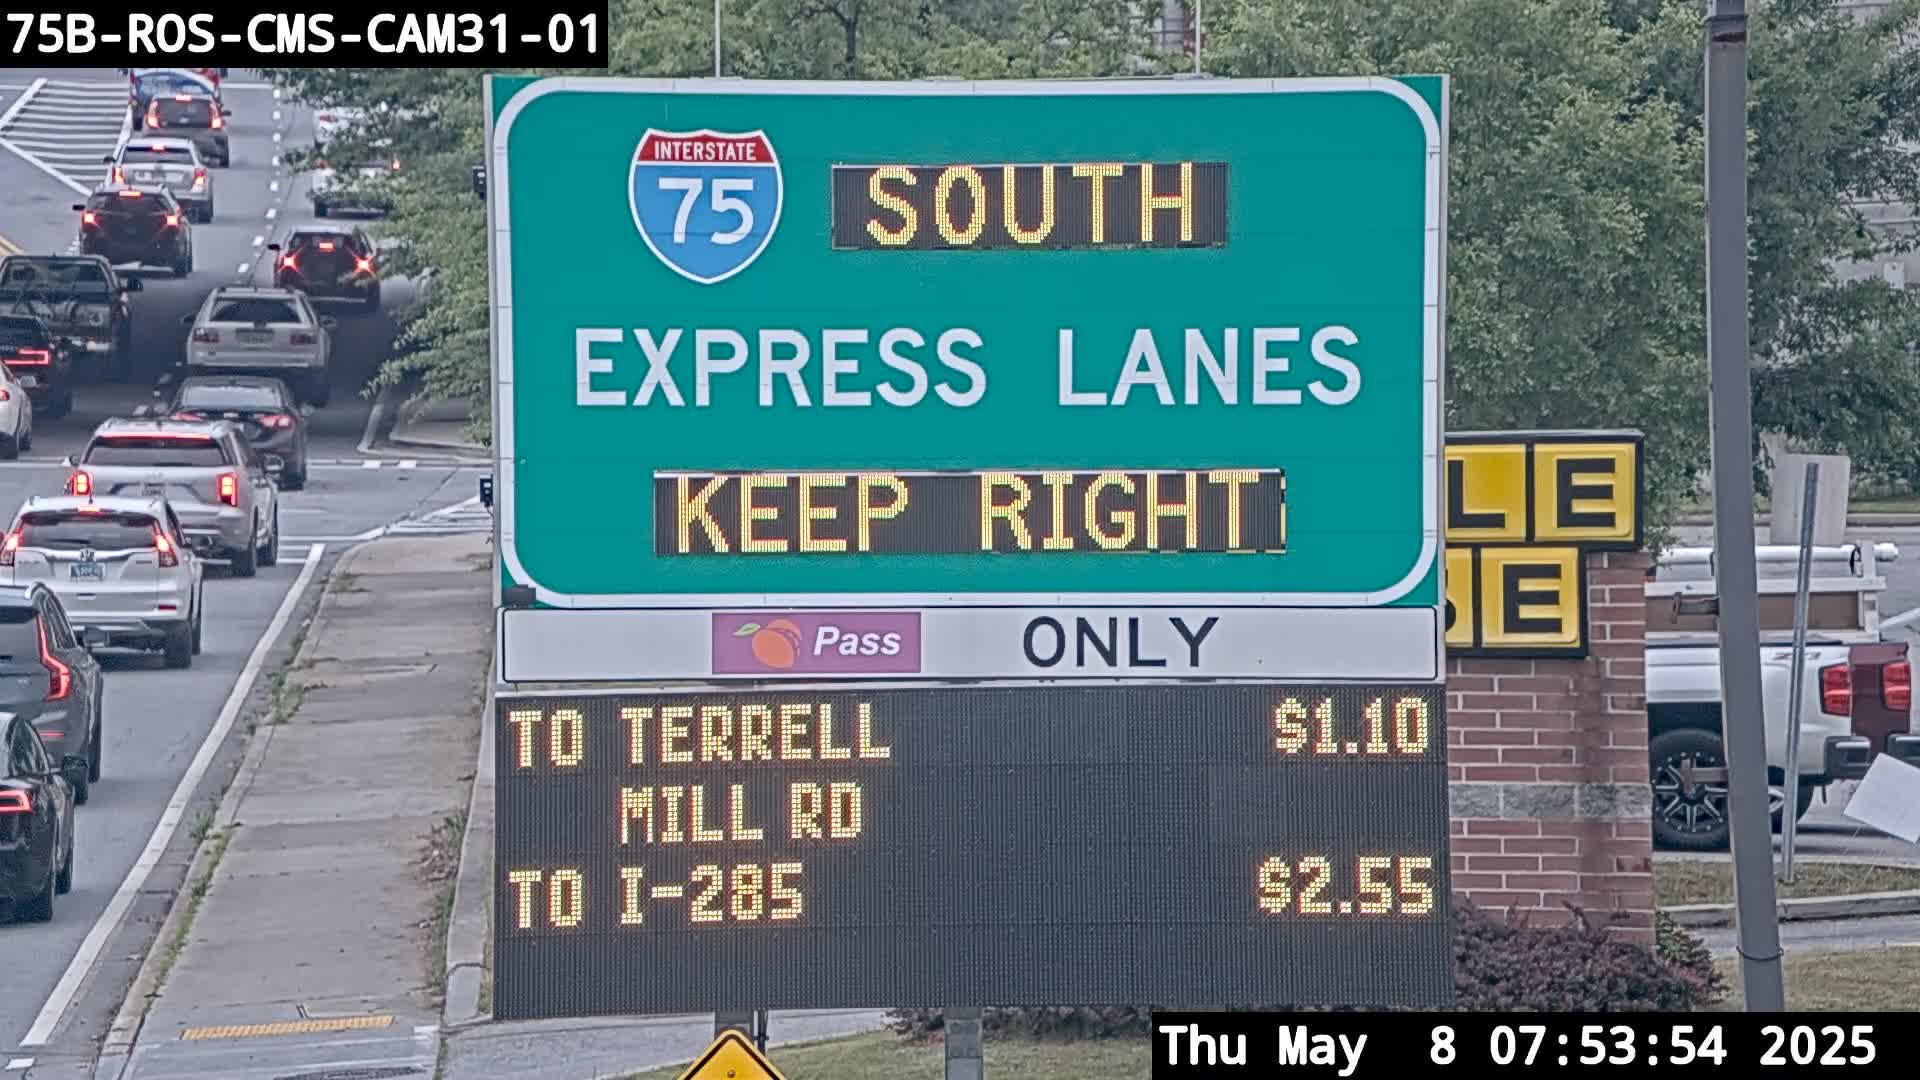 75B-ROS-CMS-CAM31-01
INTERSTATE
75
SOUTH
EXPRESS LANES
KEEP RIGHT
Pass ONLY
TO TERRELL $1.10
MILL RD
TO I-285 $2.55
LE
E
Thu May 8 07:53:54 2025